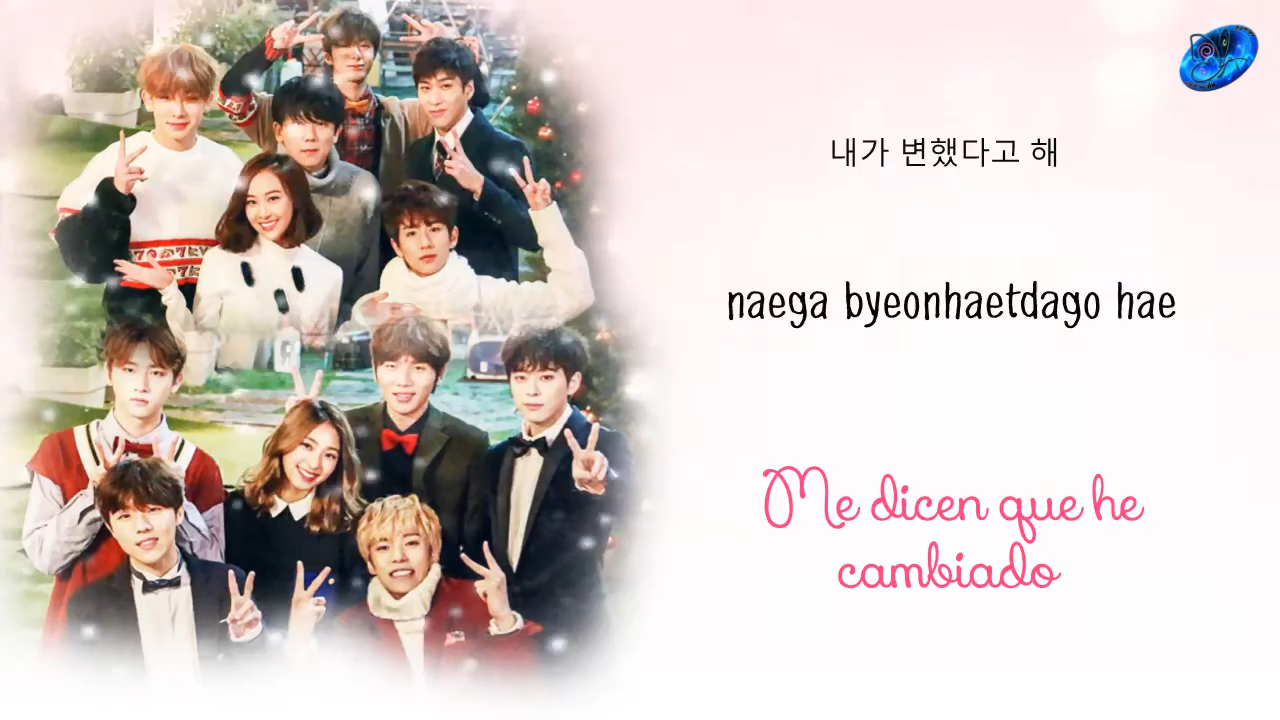 내가 변했다고 해
naega byeonhaetdago hae
Me dicen que he
cambiado